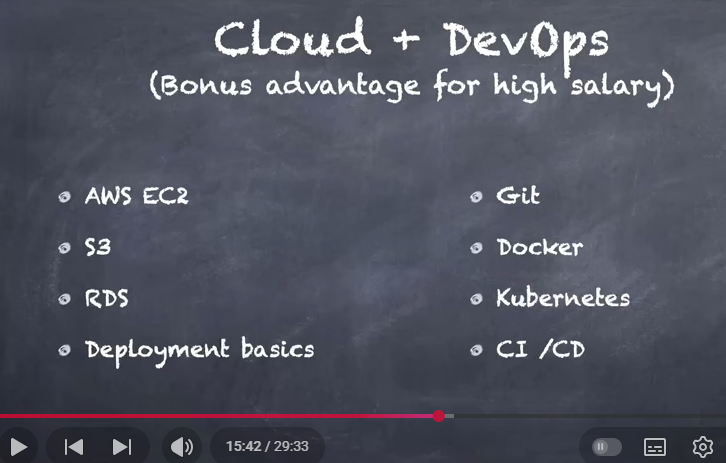 Cloud + DevOps
(Bonus advantage for high salary)
AWS EC2
S3
RDS
Deployment basics
Git
Docker
Kubernetes
CI /CD
15:42 / 29:33